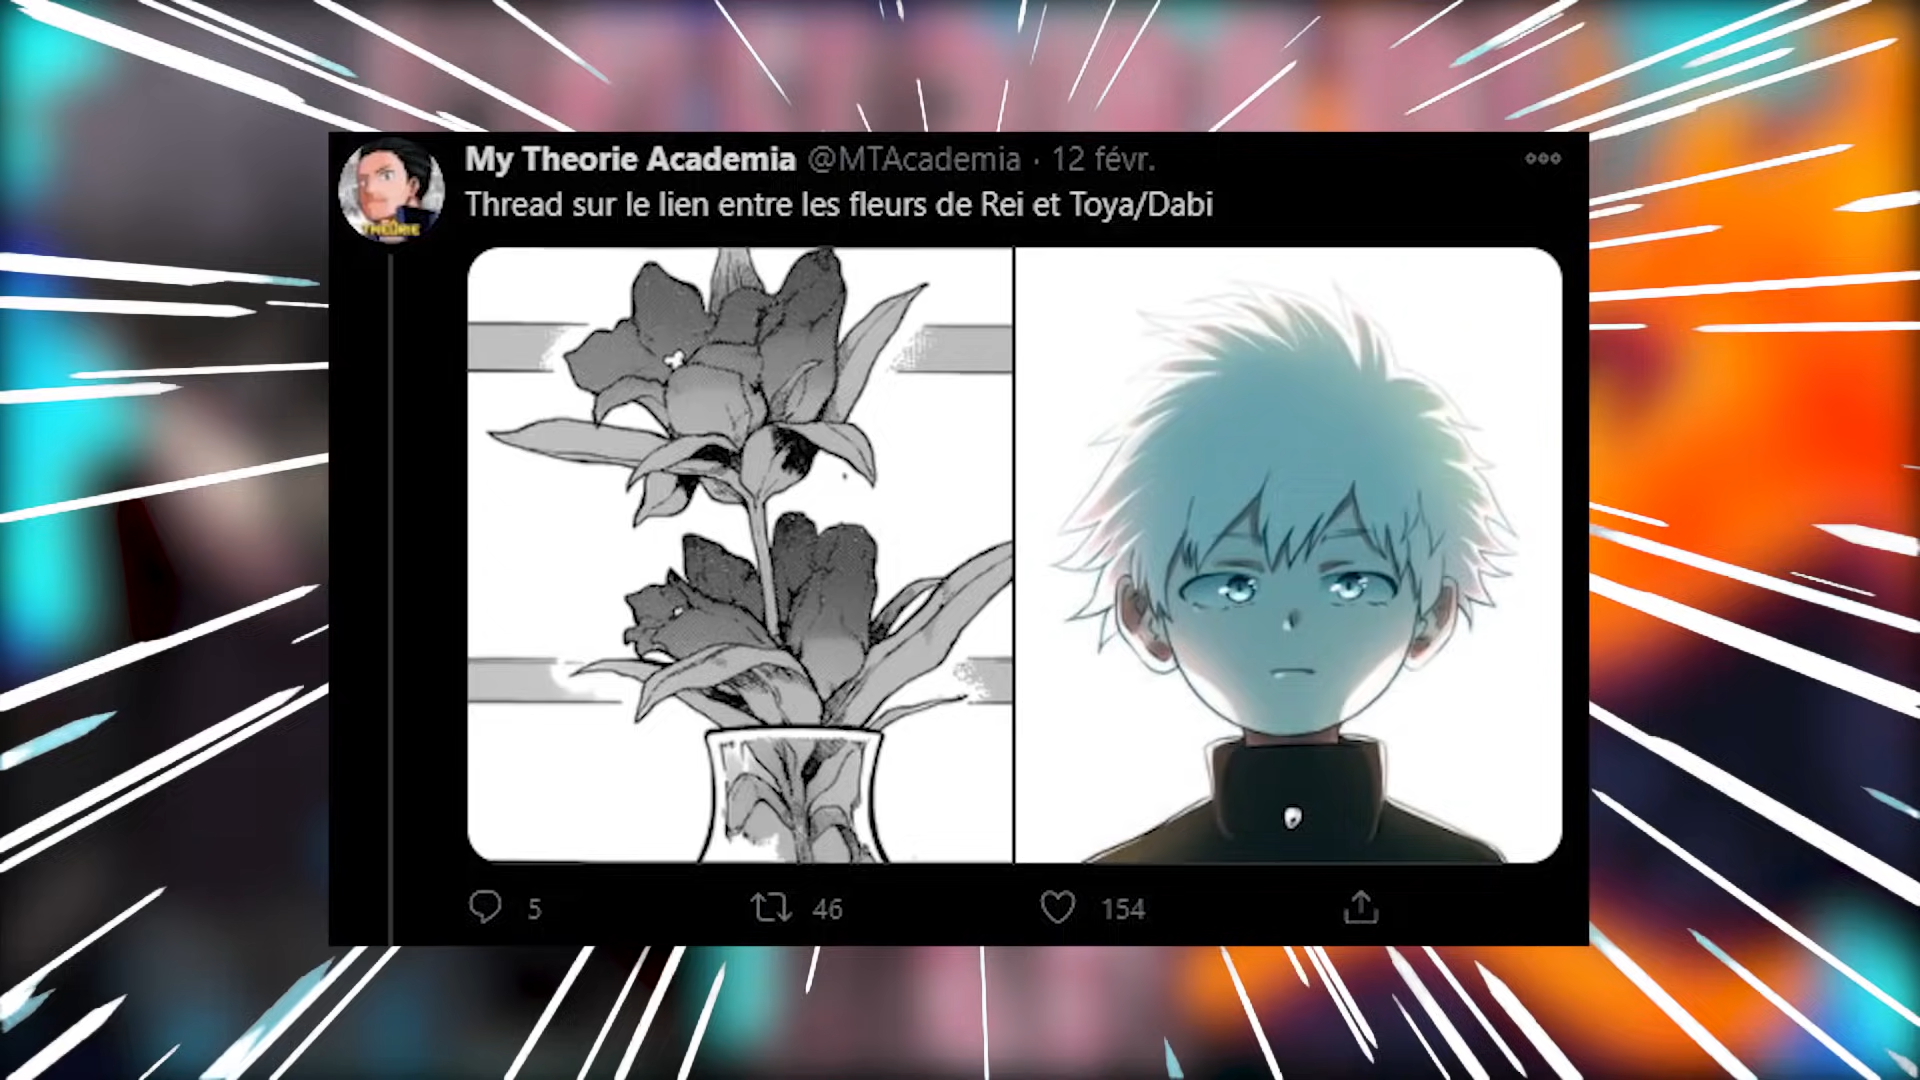 My Theorie Academia @MTAcademia · 12 févr.
Thread sur le lien entre les fleurs de Rei et Toya/Dabi
THEORIE
5 46 154